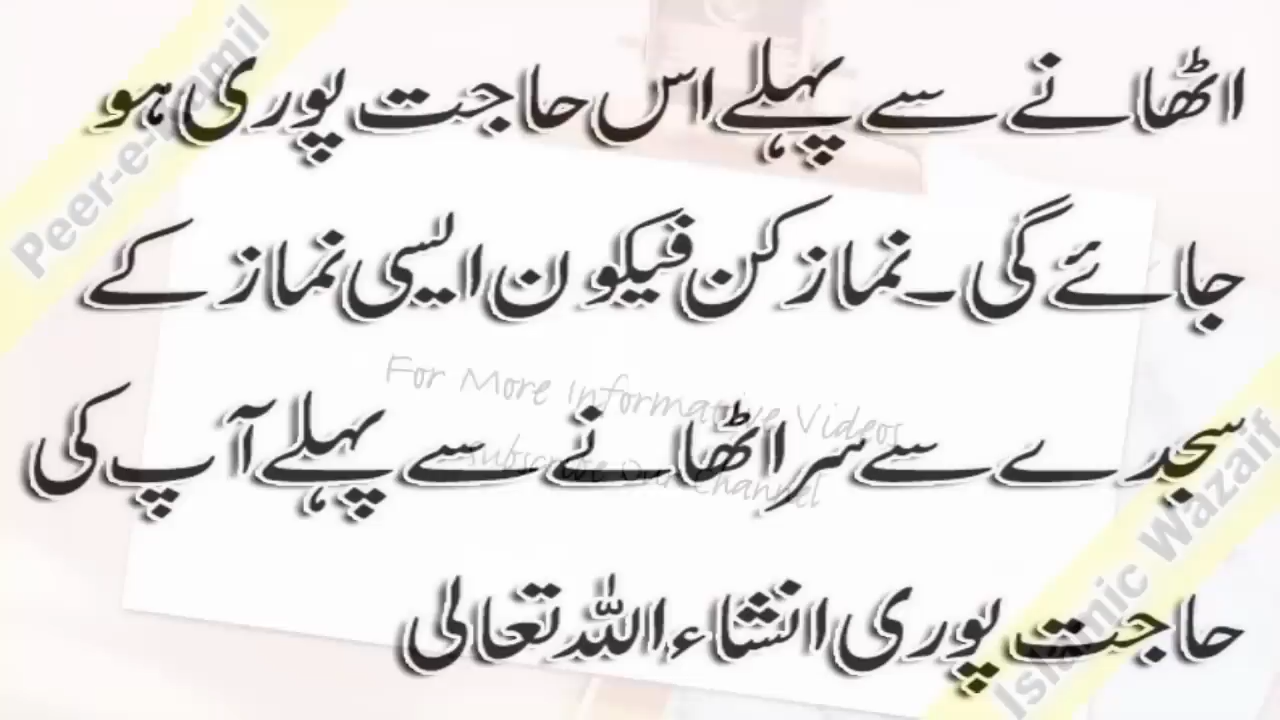 اٹھانے سے پہلے اس حاجت پوری ہو
جائے گی۔ نماز کن فیکون ایسی نماز کے
سجدے سے سر اٹھانے سے پہلے آپ کی
حاجت پوری انشاء اللہ تعالیٰ
For More Informative Videos
Subscribe Our Channel
Peer-e-Kamil
Islamic Wazaif